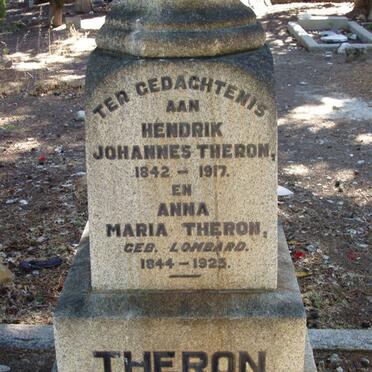 TER GEDACHTENIS
AAN
HENDRIK
JOHANNES THERON,
1842 - 1917.
EN
ANNA
MARIA THERON,
GEB. LOMBARD.
1844 - 1925.
THERON